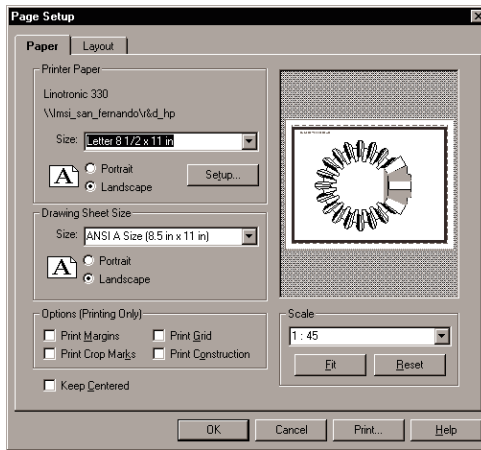 Page Setup
Paper Layout
Printer Paper
Linotronic 330
\\Imsi_san_fernando\r&d_hp
Size: Letter 8 1/2 x 11 in
A Portrait
Landscape
Setup...
Drawing Sheet Size
Size: ANSI A Size (8.5 in x 11 in)
A Portrait
Landscape
Options (Printing Only)
Print Margins Print Grid
Print Crop Marks Print Construction
Keep Centered
Scale
1 : 45
Fit Reset
OK Cancel Print... Help